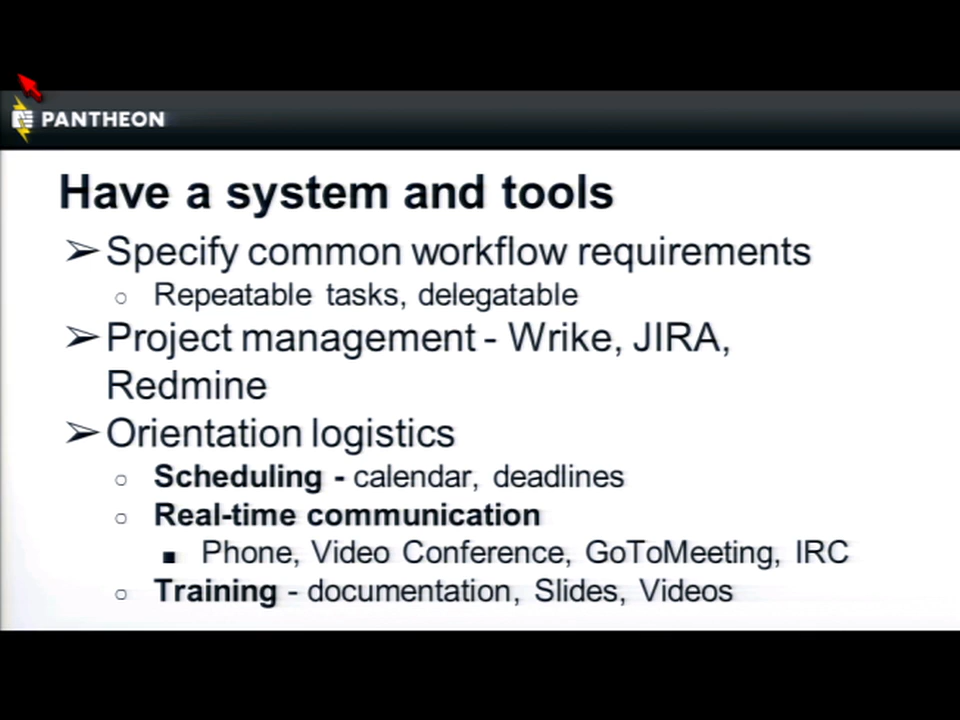 PANTHEON
Have a system and tools
➢ Specify common workflow requirements
○ Repeatable tasks, delegatable
➢ Project management - Wrike, JIRA,
Redmine
➢ Orientation logistics
○ Scheduling - calendar, deadlines
○ Real-time communication
■ Phone, Video Conference, GoToMeeting, IRC
○ Training - documentation, Slides, Videos